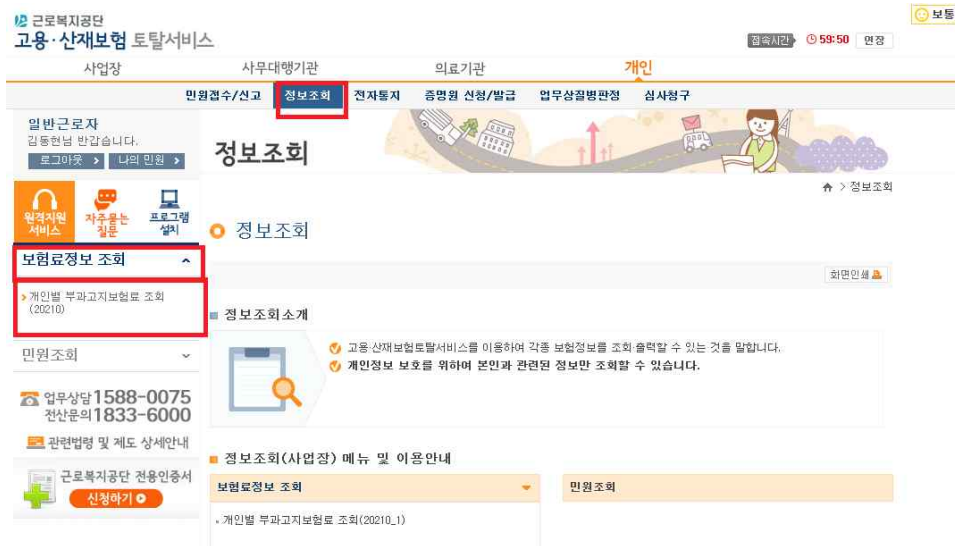 근로복지공단
고용·산재보험 토탈서비스
보통
접속시간 59:50 연장
사업장 사무대행기관 의료기관 개인
민원접수/신고 정보조회 전자통지 증명원 신청/발급 업무상질병판정 심사청구
일반근로자
김동현님 반갑습니다.
로그아웃 > 나의 민원 >
정보조회
> 정보조회
원격지원
서비스
자주묻는
질문
프로그램
설치
정보조회
보험료정보 조회
화면인쇄
개인별 부과고지보험료 조회
(20210)
정보조회소개
고용·산재보험토탈서비스를 이용하여 각종 보험정보를 조회·출력할 수 있는 것을 말합니다.
개인정보 보호를 위하여 본인과 관련된 정보만 조회할 수 있습니다.
민원조회
업무상담 1588-0075
전산문의 1833-6000
관련법령 및 제도 상세안내
근로복지공단 전용인증서
신청하기
정보조회(사업장) 메뉴 및 이용안내
보험료정보 조회 민원조회
개인별 부과고지보험료 조회(20210_1)